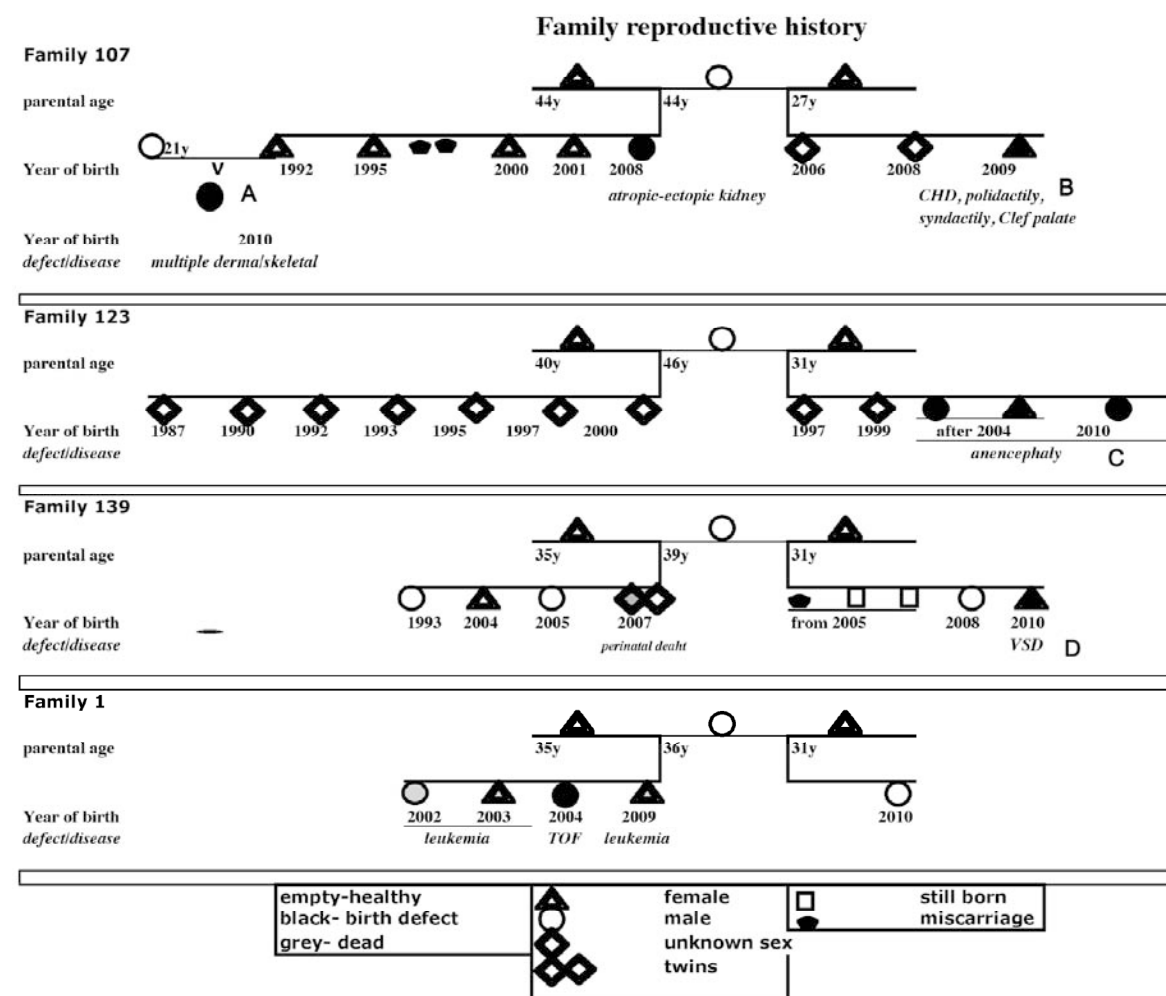 Family reproductive history
Family 107
parental age
44y 44y 27y
21y
Year of birth V 1992 1995 2000 2001 2008 2006 2008 2009
A atropic-ectopic kidney CHD, polidactily, B
syndactily, Clef palate
Year of birth 2010
defect/disease multiple derma/skeletal
Family 123
parental age
40y 46y 31y
Year of birth 1987 1990 1992 1993 1995 1997 2000 1997 1999 after 2004 2010
defect/disease anencephaly C
Family 139
parental age
35y 39y 31y
Year of birth 1993 2004 2005 2007 from 2005 2008 2010
defect/disease perinatal deaht VSD D
Family 1
parental age
35y 36y 31y
Year of birth 2002 2003 2004 2009 2010
defect/disease leukemia TOF leukemia
empty-healthy female still born
black- birth defect male miscarriage
grey- dead unknown sex
twins